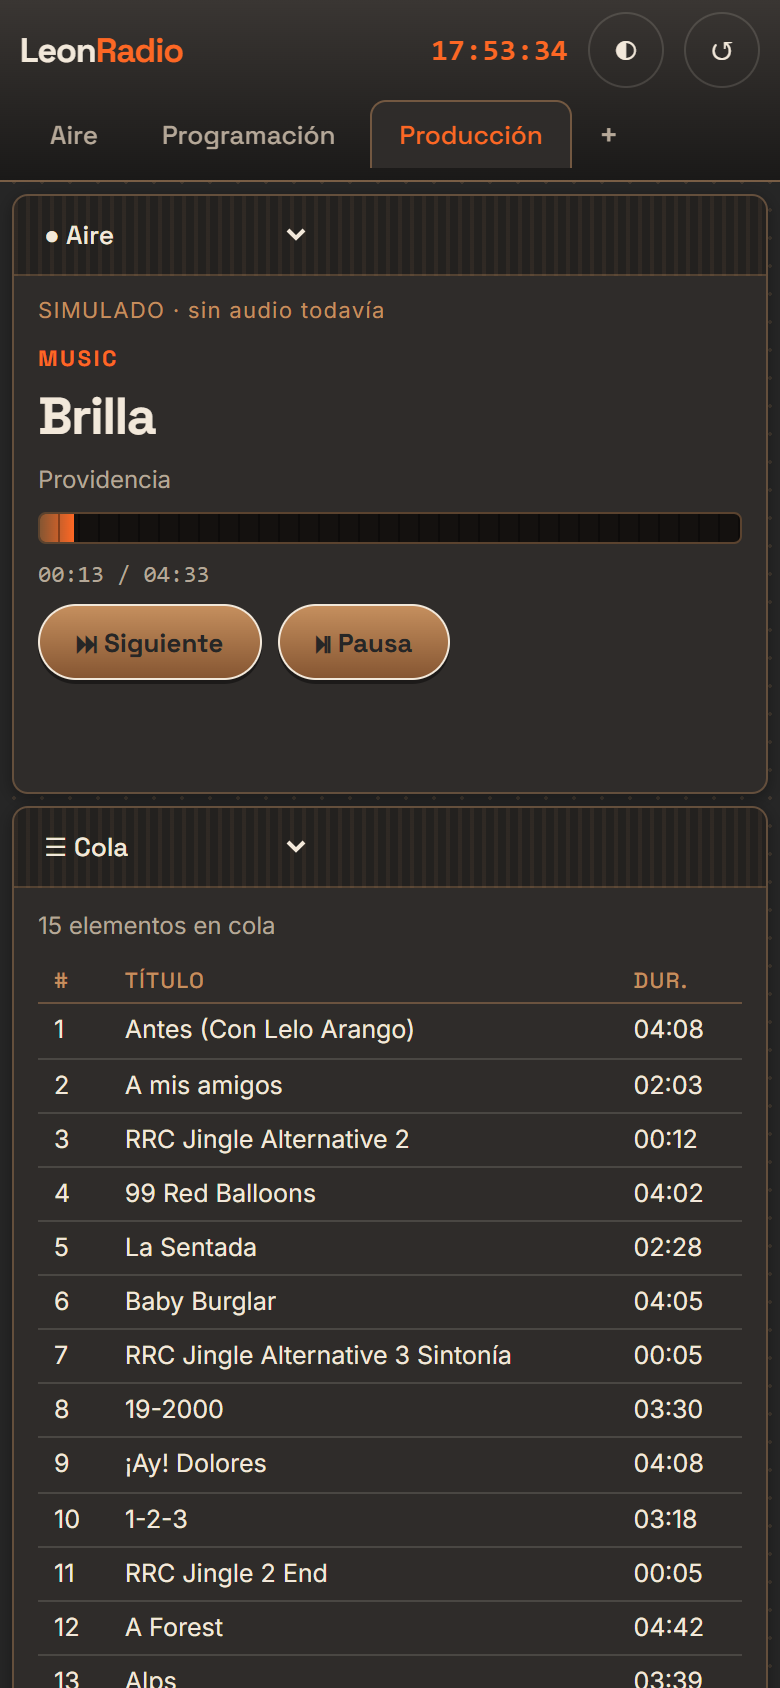 LeonRadio 17:53:34
Aire Programación Producción +
Aire
SIMULADO · sin audio todavía
MUSIC
Brilla
Providencia
00:13 / 04:33
Siguiente Pausa
Cola
15 elementos en cola
# TÍTULO DUR.
1 Antes (Con Lelo Arango) 04:08
2 A mis amigos 02:03
3 RRC Jingle Alternative 2 00:12
4 99 Red Balloons 04:02
5 La Sentada 02:28
6 Baby Burglar 04:05
7 RRC Jingle Alternative 3 Sintonía 00:05
8 19-2000 03:30
9 ¡Ay! Dolores 04:08
10 1-2-3 03:18
11 RRC Jingle 2 End 00:05
12 A Forest 04:42
13 Alps 03:39